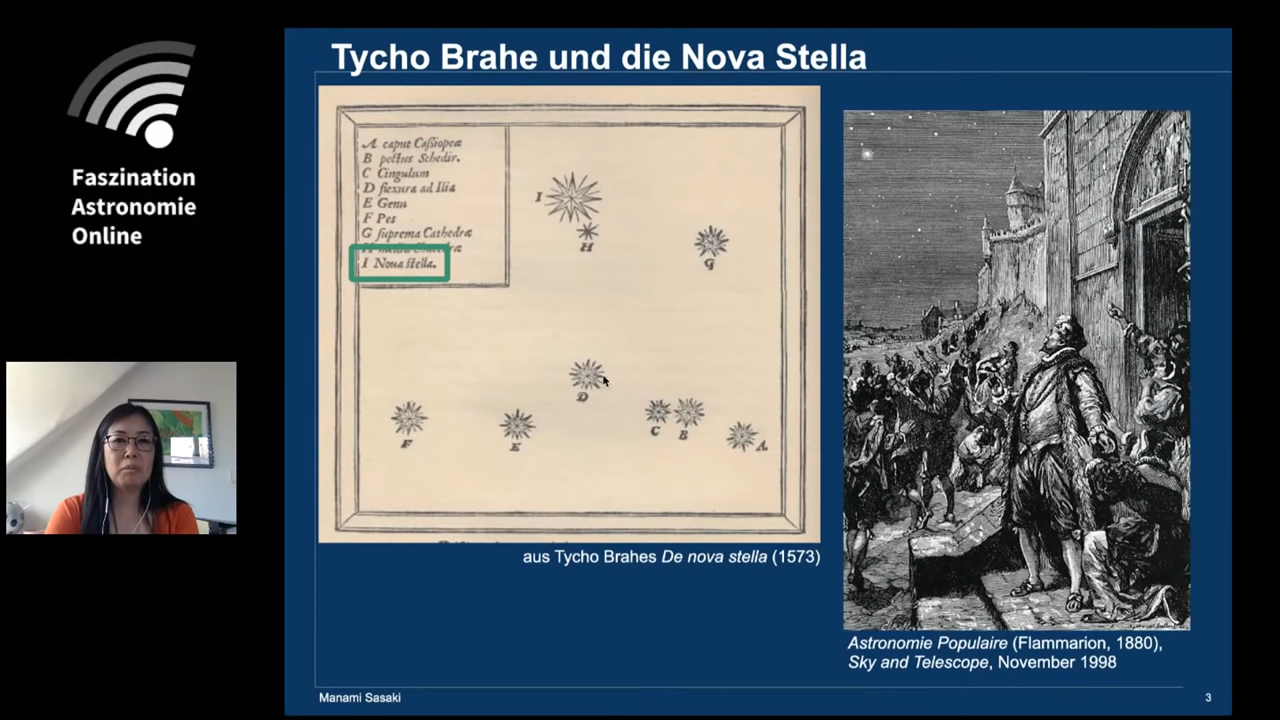 Faszination
Astronomie
Online
Tycho Brahe und die Nova Stella
A caput Caſsiopeæ
B pectus Schedir.
C Cingulum
D flexura ad Ilia
E Genu
F Pes
G ſuprema Cathedræ
H
I Noua ſtella.
I
H
G
D
F
E
C
B
A
aus Tycho Brahes De nova stella (1573)
Astronomie Populaire (Flammarion, 1880),
Sky and Telescope, November 1998
Manami Sasaki
3